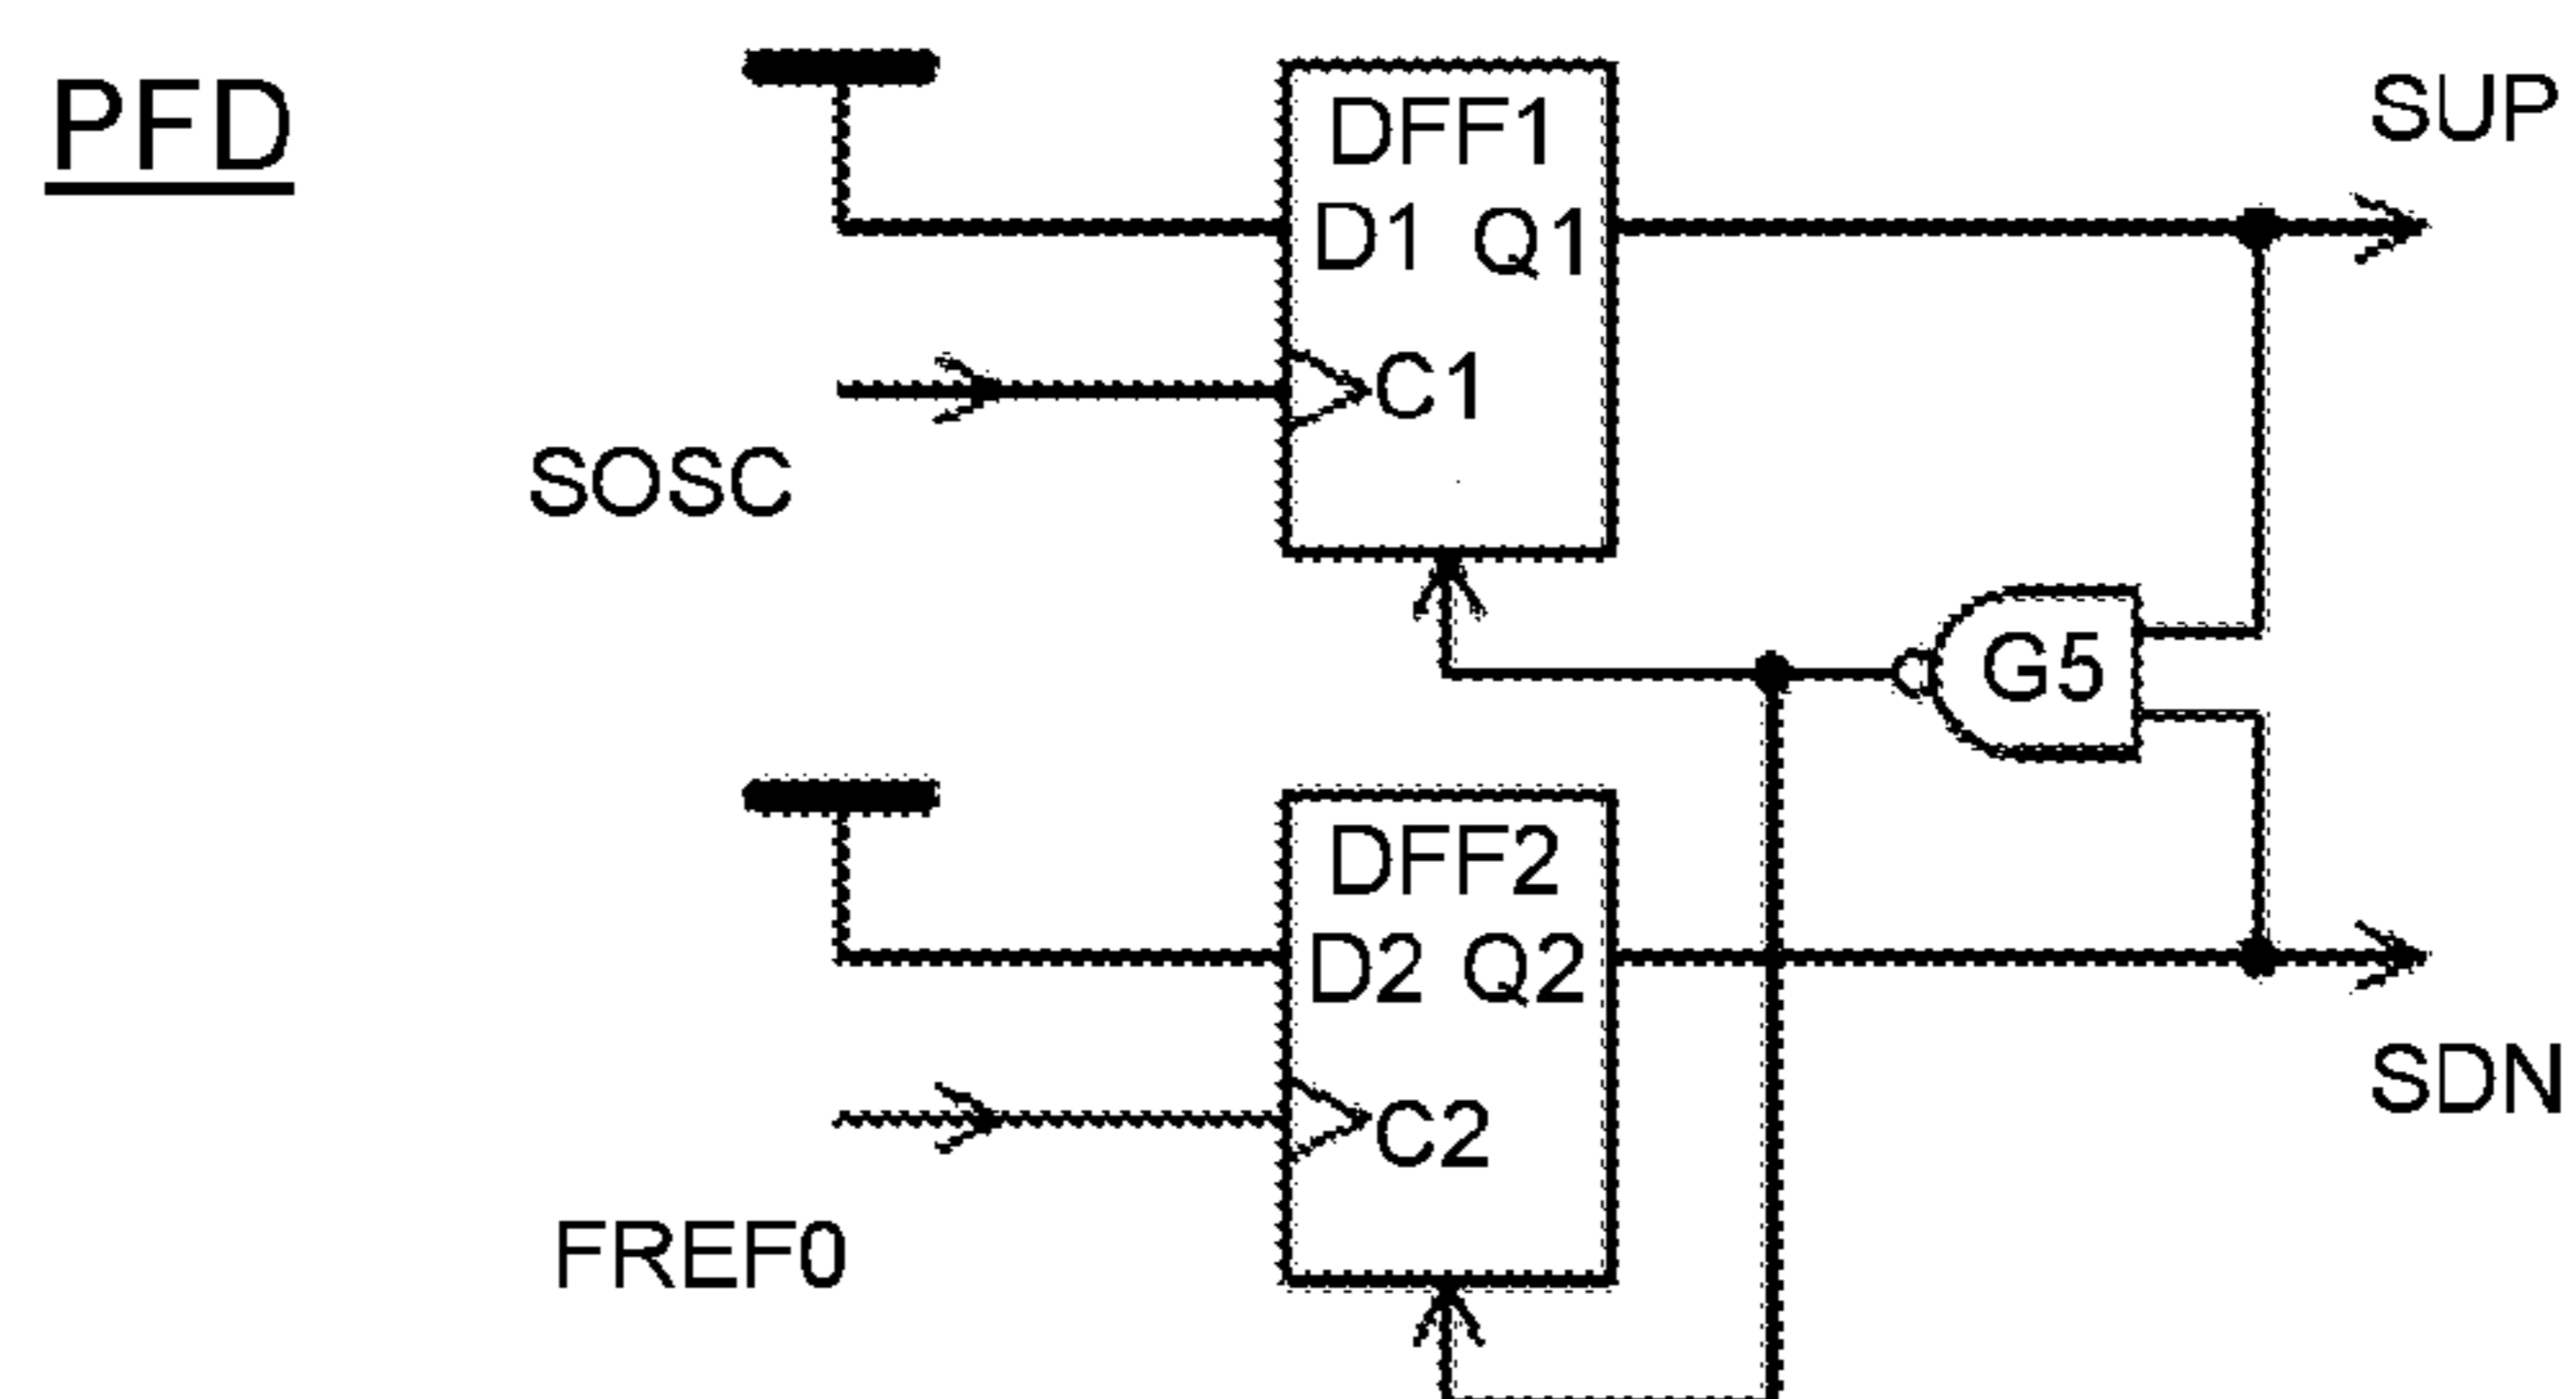 PFD
DFF1
SUP
D1 Q1
C1
SOSC
G5
DFF2
D2 Q2
C2
SDN
FREF0